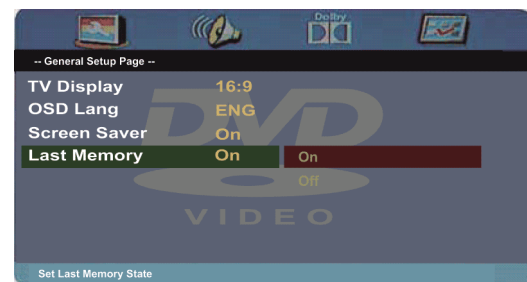 Dolby
-- General Setup Page --
TV Display 16:9
OSD Lang ENG
Screen Saver On
Last Memory On On
Off
DVD
VIDEO
Set Last Memory State